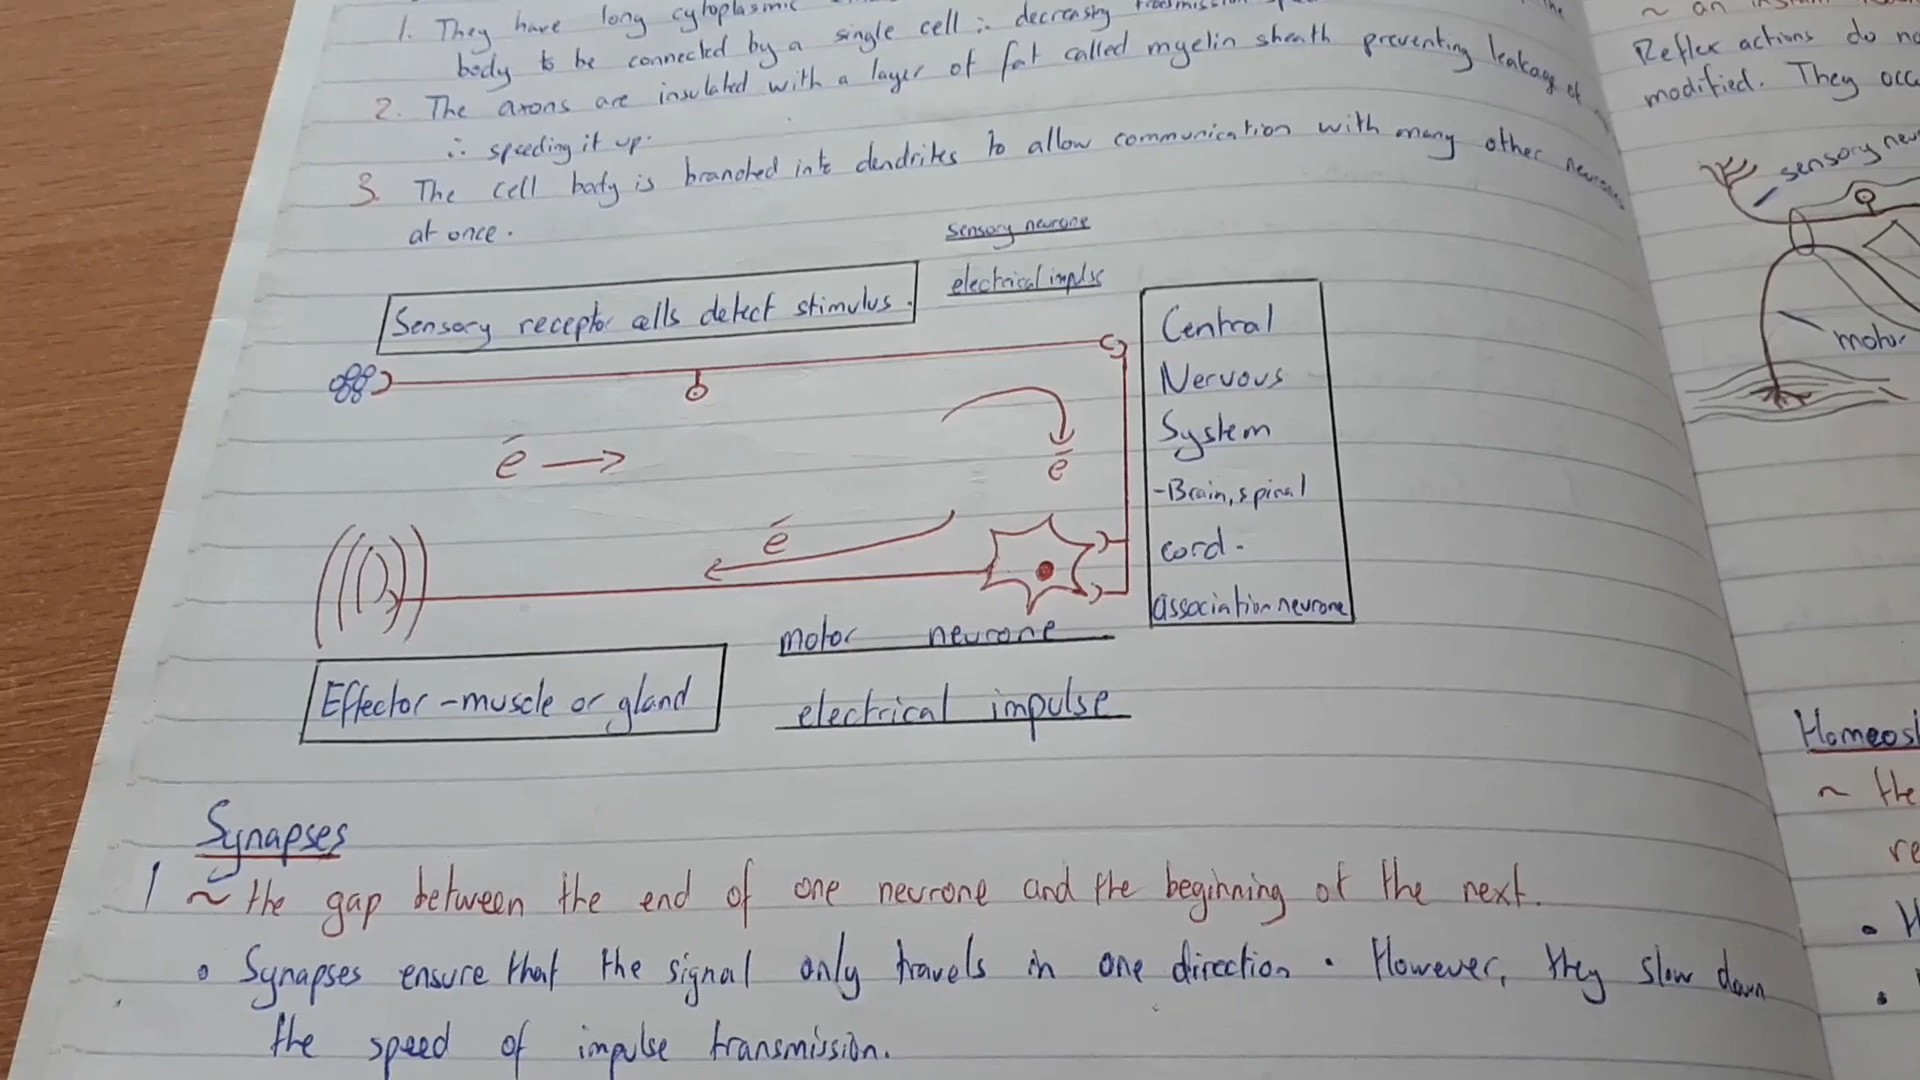 1. They have long cytoplasmic
body to be connected by a single cell ∴ decreasing transmission
2. The axons are insulated with a layer of fat called myelin sheath preventing leakage of
∴ speeding it up.
3. The cell body is branched into dendrites to allow communication with many other neurones
at once.
sensory neurone
electrical impulse
Sensory receptor cells detect stimulus.
Central
Nervous
System
-Brain, spinal
cord-
association neurone
e⁻
e⁻
e⁻
motor neurone
electrical impulse
Effector-muscle or gland
Synapses
1 ~ the gap between the end of one neurone and the beginning of the next.
• Synapses ensure that the signal only travels in one direction. However, they slow down
the speed of impulse transmission.
~ an
Reflex actions do
modified. They
sensory
motor
~ the